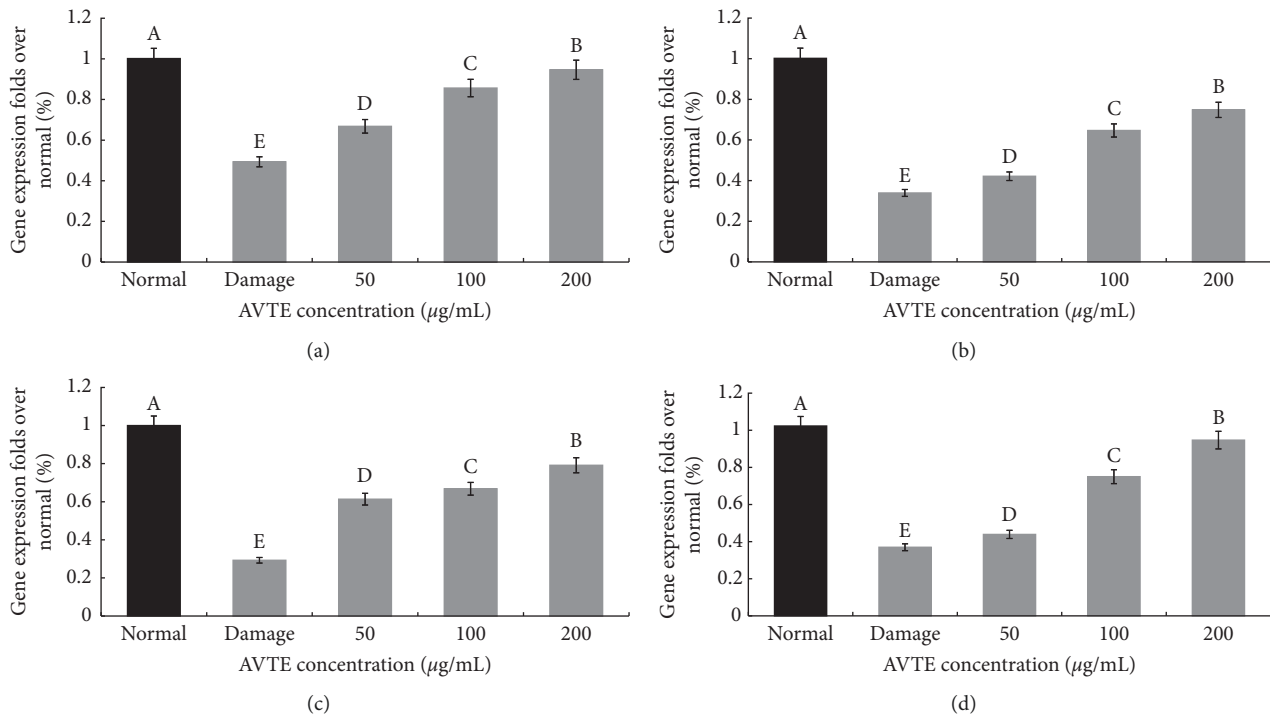 Gene expression folds over
normal (%)
1.2
1
0.8
0.6
0.4
0.2
0
A
E
D
C
B
Normal
Damage
50
100
200
AVTE concentration (μg/mL)
(a)
Gene expression folds over
normal (%)
1.2
1
0.8
0.6
0.4
0.2
0
A
E
D
C
B
Normal
Damage
50
100
200
AVTE concentration (μg/mL)
(b)
Gene expression folds over
normal (%)
1.2
1
0.8
0.6
0.4
0.2
0
A
E
D
C
B
Normal
Damage
50
100
200
AVTE concentration (μg/mL)
(c)
Gene expression folds over
normal (%)
1.2
1
0.8
0.6
0.4
0.2
0
A
E
D
C
B
Normal
Damage
50
100
200
AVTE concentration (μg/mL)
(d)